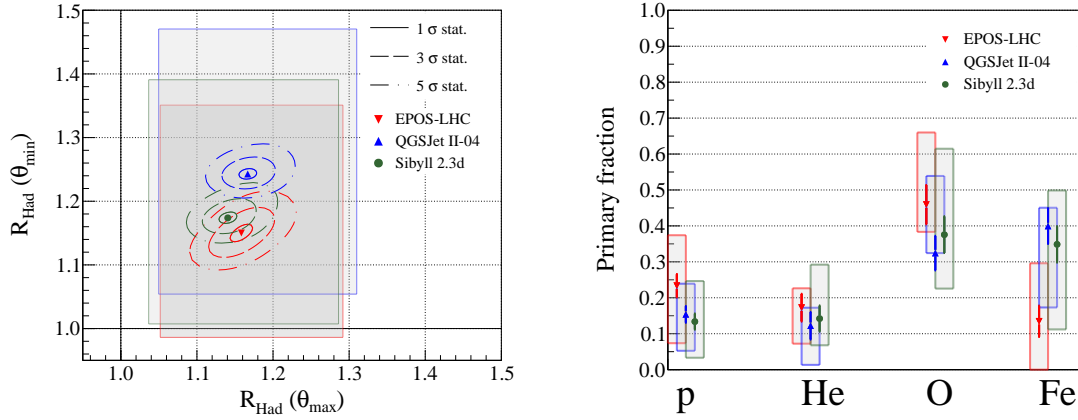 1.5
1.4
1.3
1.2
1.1
1.0
R_Had (θ_min)
1.0 1.1 1.2 1.3 1.4 1.5
R_Had (θ_max)
1 σ stat.
3 σ stat.
5 σ stat.
EPOS-LHC
QGSJet II-04
Sibyll 2.3d
1.0
0.9
0.8
0.7
0.6
0.5
0.4
0.3
0.2
0.1
0.0
Primary fraction
p He O Fe
EPOS-LHC
QGSJet II-04
Sibyll 2.3d